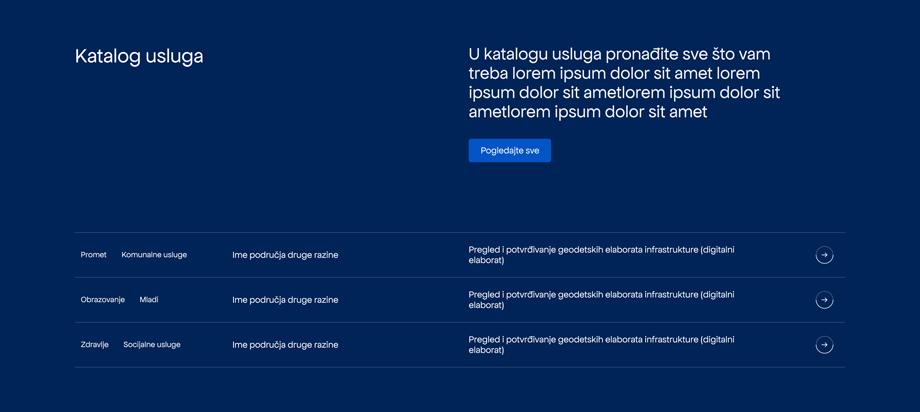 Katalog usluga
U katalogu usluga pronađite sve što vam
treba lorem ipsum dolor sit amet lorem
ipsum dolor sit ametlorem ipsum dolor sit
ametlorem ipsum dolor sit amet
Pogledajte sve
Promet Komunalne usluge
Ime područja druge razine
Pregled i potvrđivanje geodetskih elaborata infrastrukture (digitalni
elaborat)
Obrazovanje Mladi
Ime područja druge razine
Pregled i potvrđivanje geodetskih elaborata infrastrukture (digitalni
elaborat)
Zdravlje Socijalne usluge
Ime područja druge razine
Pregled i potvrđivanje geodetskih elaborata infrastrukture (digitalni
elaborat)